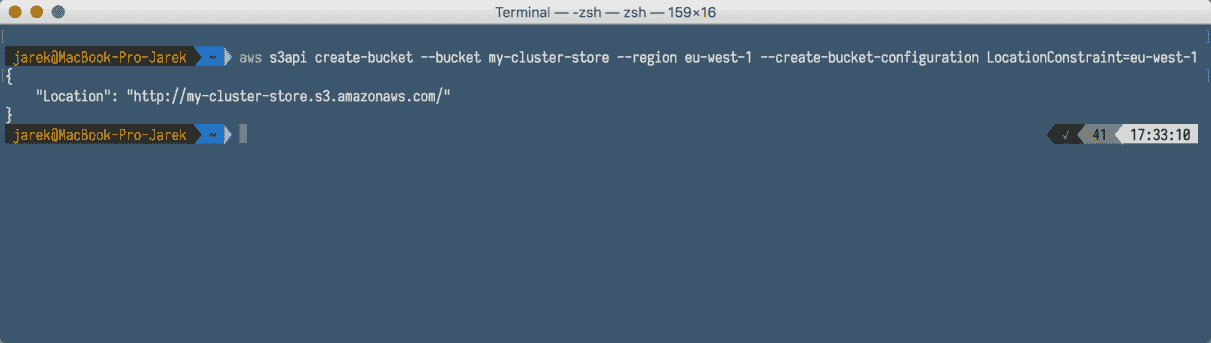 Terminal — -zsh — zsh — 159×16
jarek@MacBook-Pro-Jarek ~ aws s3api create-bucket --bucket my-cluster-store --region eu-west-1 --create-bucket-configuration LocationConstraint=eu-west-1
{
    "Location": "http://my-cluster-store.s3.amazonaws.com/"
}
jarek@MacBook-Pro-Jarek ~ ✓ 41 17:33:10